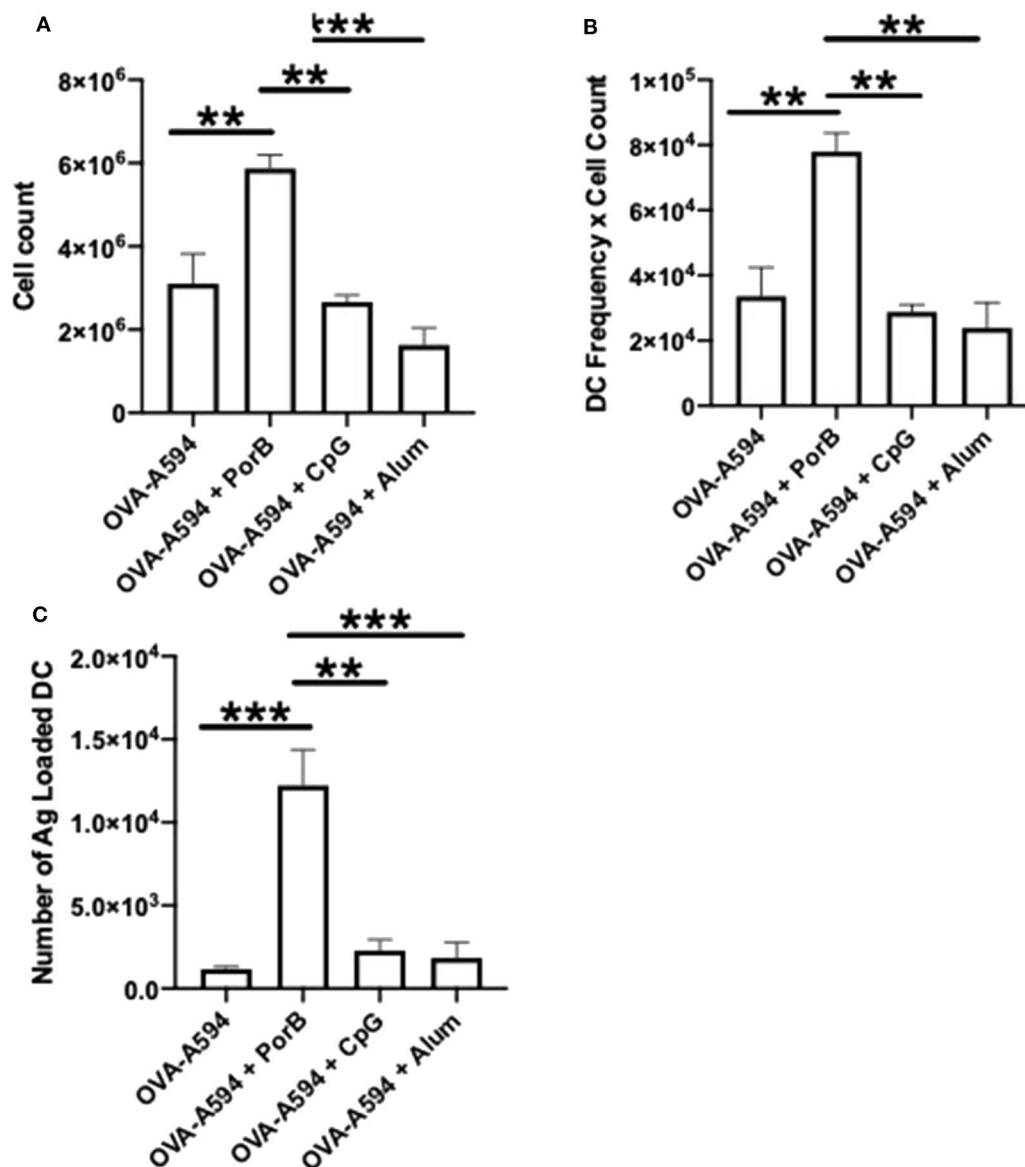 A
***
**
**
8×10⁶
6×10⁶
4×10⁶
2×10⁶
0
Cell count
OVA-A594
OVA-A594 + PorB
OVA-A594 + CpG
OVA-A594 + Alum
B
**
**
**
1×10⁵
8×10⁴
6×10⁴
4×10⁴
2×10⁴
0
DC Frequency x Cell Count
OVA-A594
OVA-A594 + PorB
OVA-A594 + CpG
OVA-A594 + Alum
C
***
**
***
2.0×10⁴
1.5×10⁴
1.0×10⁴
5.0×10³
0.0
Number of Ag Loaded DC
OVA-A594
OVA-A594 + PorB
OVA-A594 + CpG
OVA-A594 + Alum